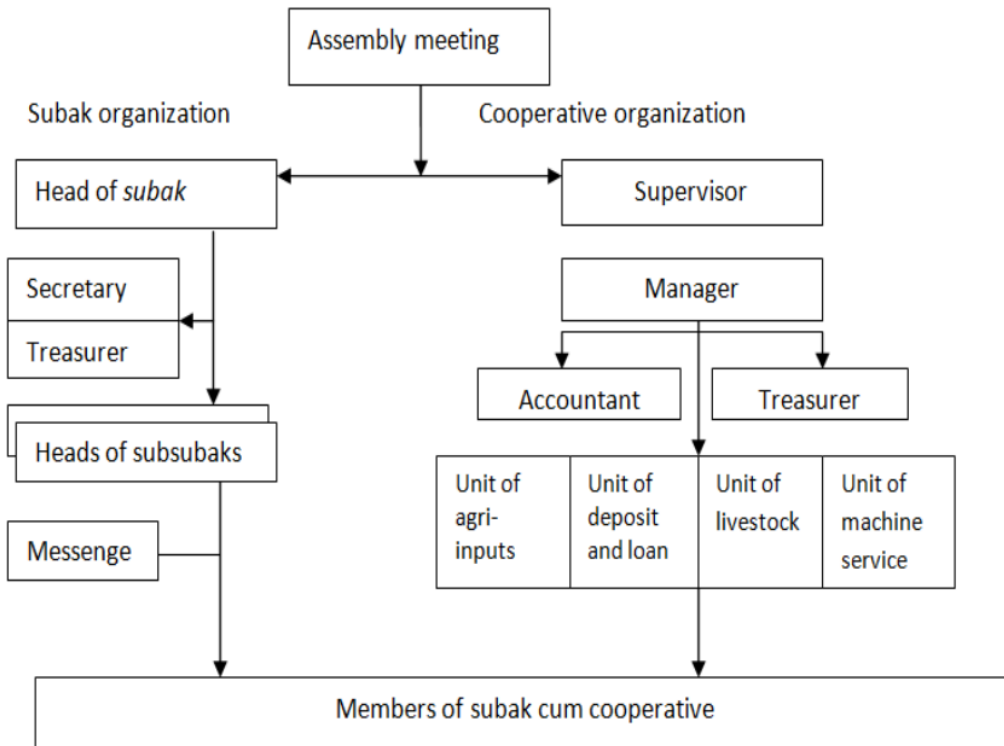 Assembly meeting
Subak organization
Cooperative organization
Head of subak
Supervisor
Secretary
Treasurer
Manager
Accountant
Treasurer
Heads of subsubaks
Unit of
agri-
inputs
Unit of
deposit
and loan
Unit of
livestock
Unit of
machine
service
Messenge
Members of subak cum cooperative